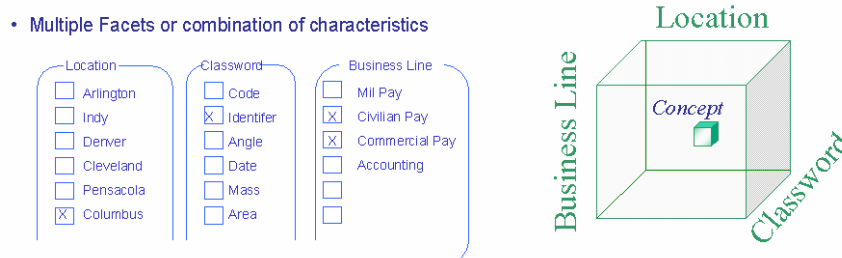 • Multiple Facets or combination of characteristics
Location
Arlington
Indy
Denver
Cleveland
Pensacola
X Columbus
Classword
Code
X Identifer
Angle
Date
Mass
Area
Business Line
Mil Pay
X Civilian Pay
X Commercial Pay
Accounting
Location
Business Line
Concept
Classword